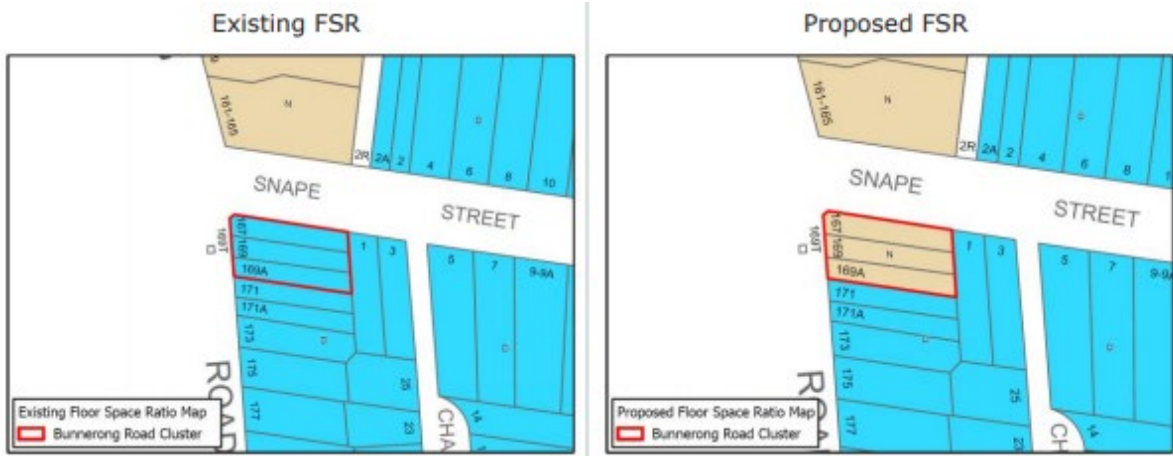 Existing FSR
161-165
N
2R
2A
2
4
6
8
10
D
SNAPE
STREET
167
169
169T
169A
1
3
5
7
9-9A
171
171A
173
D
D
175
177
25
23
1A
ROAD
CHA
Existing Floor Space Ratio Map
Bunnerong Road Cluster
Proposed FSR
161-165
N
2R
2A
2
4
6
8
1
D
SNAPE
STREET
167
169
169T
N
169A
1
3
5
7
9-9A
171
171A
173
D
D
175
177
25
23
1A
ROA
CH
Proposed Floor Space Ratio Map
Bunnerong Road Cluster